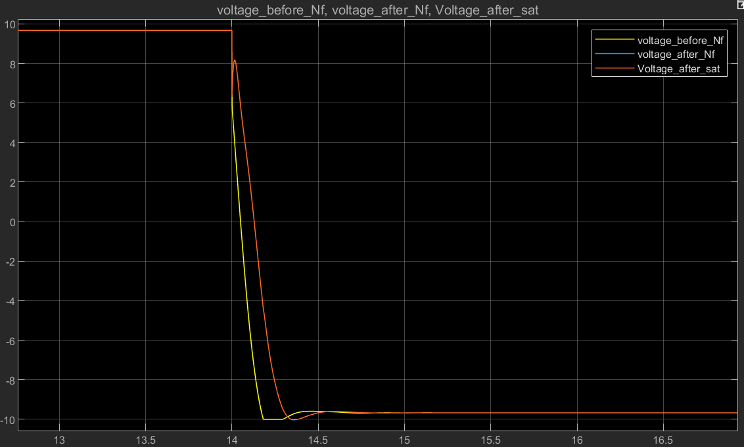 voltage_before_Nf, voltage_after_Nf, Voltage_after_sat
10
8
6
4
2
0
-2
-4
-6
-8
-10
voltage_before_Nf
voltage_after_Nf
Voltage_after_sat
13 13.5 14 14.5 15 15.5 16 16.5